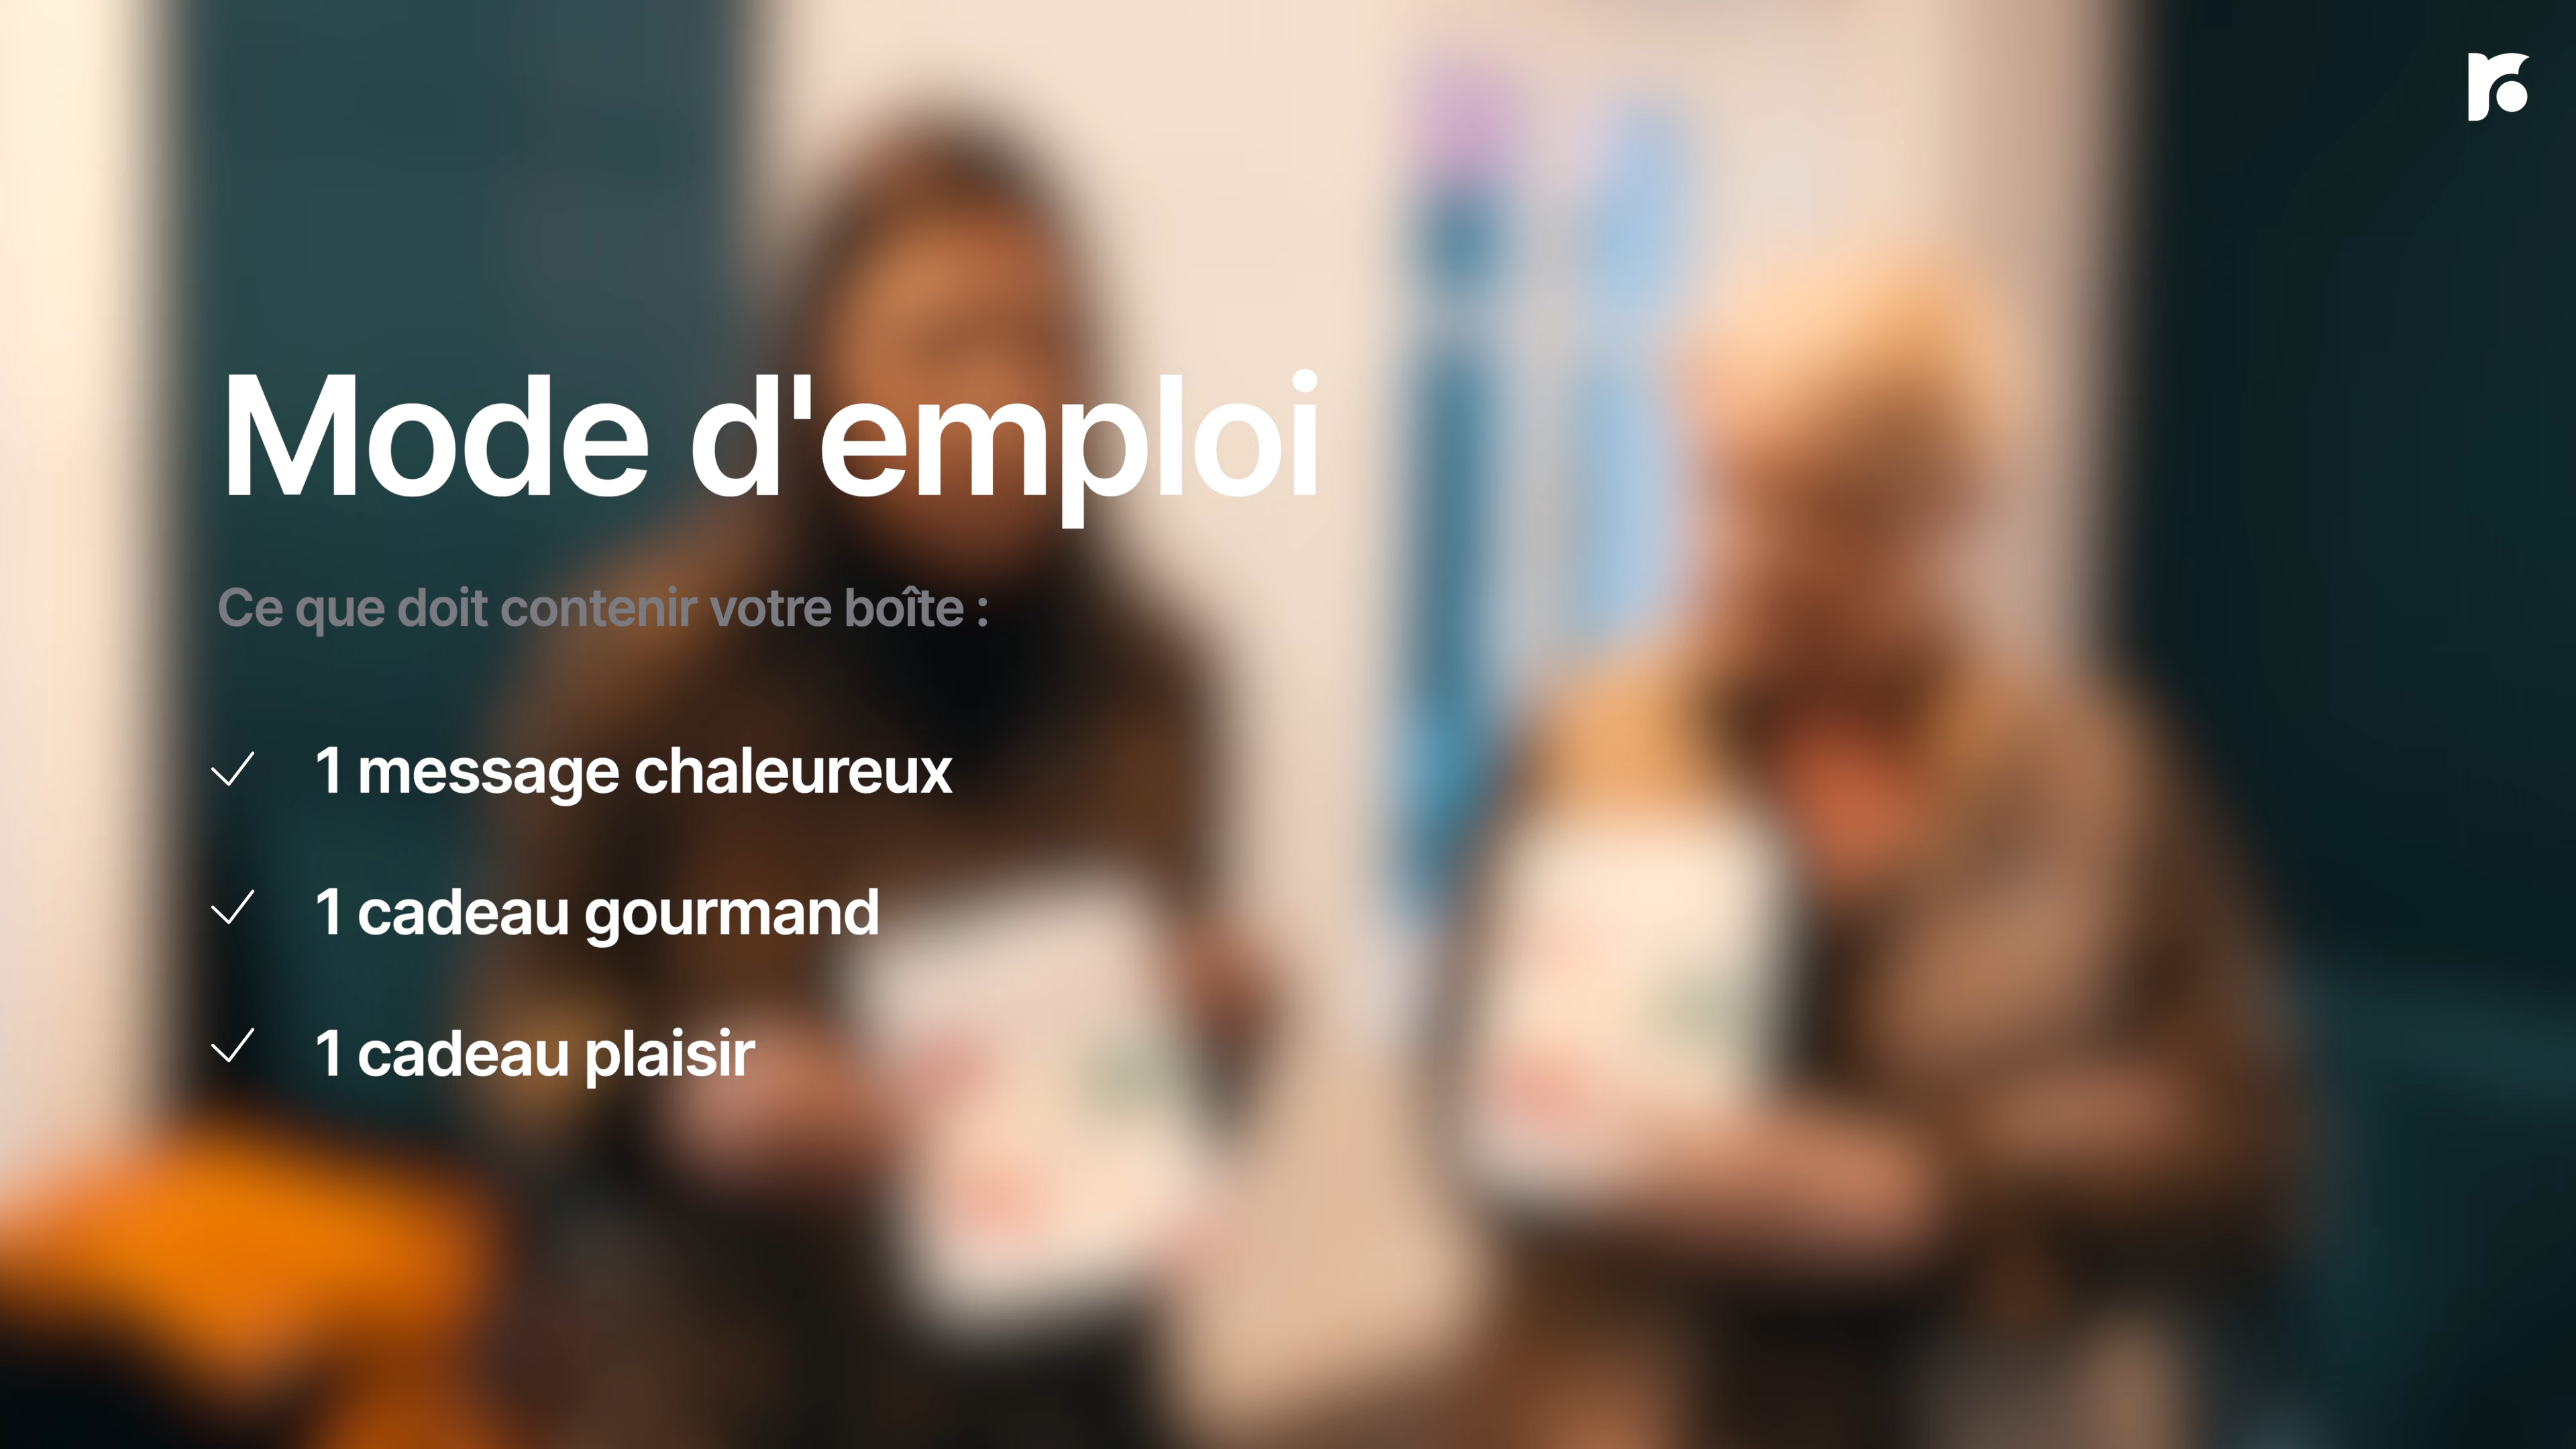 Mode d'emploi
Ce que doit contenir votre boîte :
1 message chaleureux
1 cadeau gourmand
1 cadeau plaisir